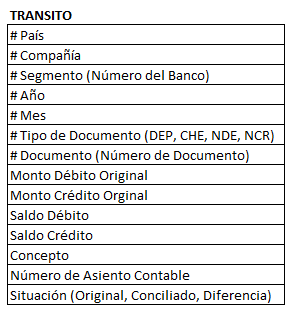 TRANSITO
# País
# Compañía
# Segmento (Número del Banco)
# Año
# Mes
# Tipo de Documento (DEP, CHE, NDE, NCR)
# Documento (Número de Documento)
Monto Débito Original
Monto Crédito Orginal
Saldo Débito
Saldo Crédito
Concepto
Número de Asiento Contable
Situación (Original, Conciliado, Diferencia)